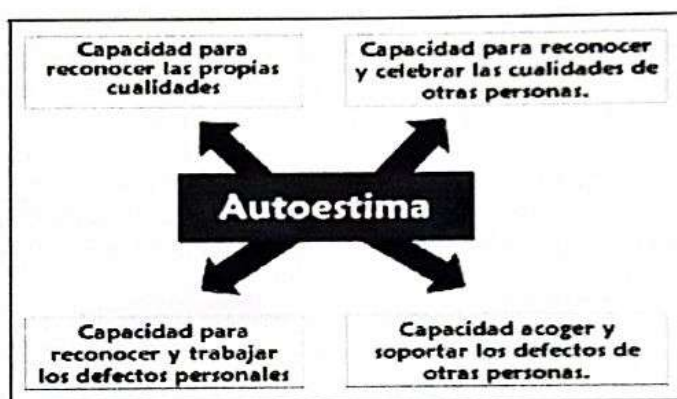 Capacidad para
reconocer las propias
cualidades
Capacidad para reconocer
y celebrar las cualidades de
otras personas.
Autoestima
Capacidad para
reconocer y trabajar
los defectos personales
Capacidad acoger y
soportar los defectos de
otras personas.